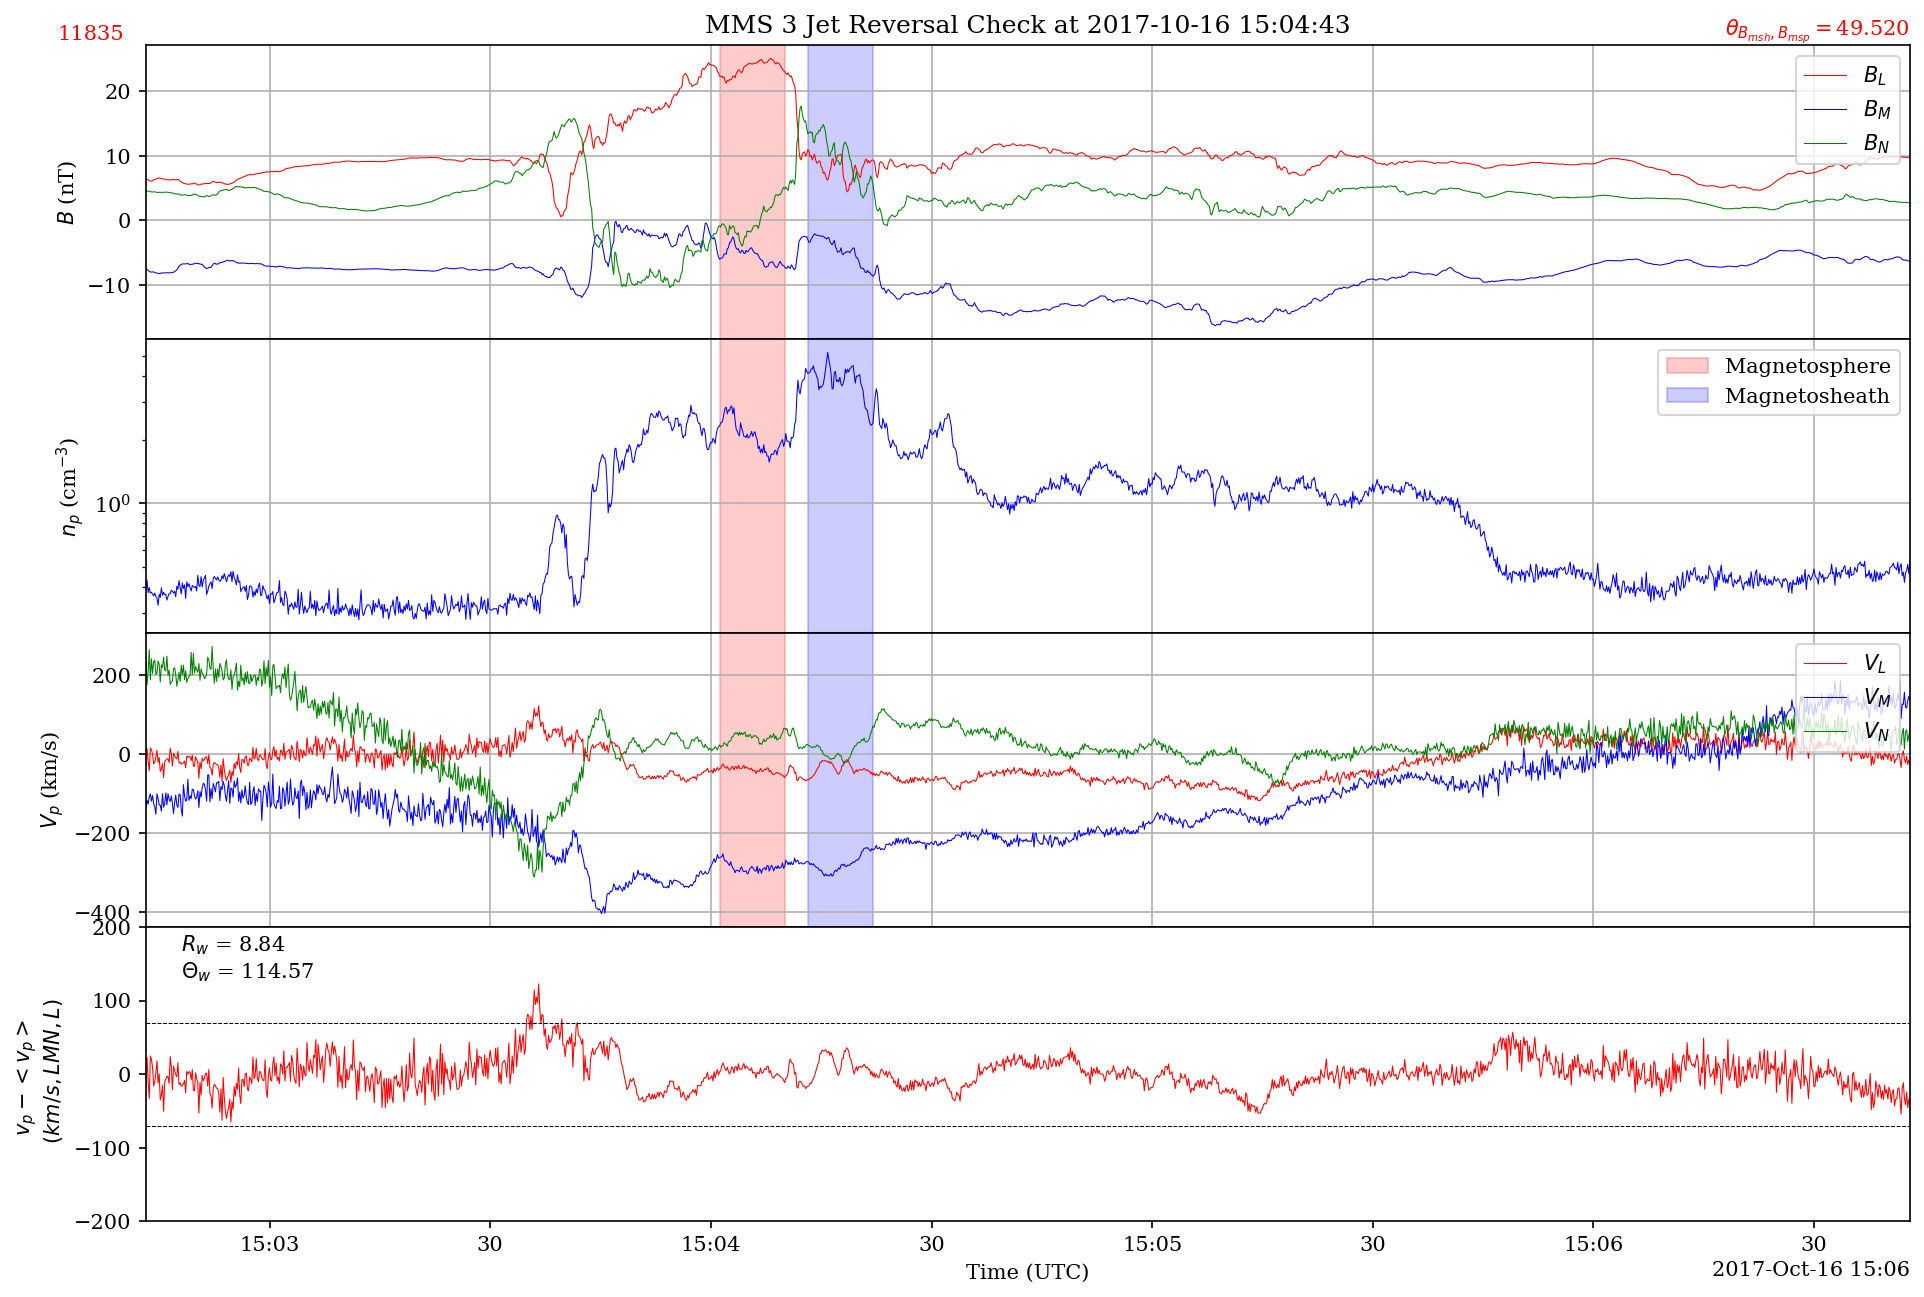 MMS 3 Jet Reversal Check at 2017-10-16 15:04:43
11835
θ_{B_{msh}, B_{msp}} = 49.520
20
10
0
−10
B (nT)
B_L
B_M
B_N
10^0
n_p (cm^{−3})
Magnetosphere
Magnetosheath
200
0
−200
−400
V_p (km/s)
V_L
V_M
V_N
200
100
0
−100
−200
v_p − < v_p >
(km/s, LMN, L)
R_w = 8.84
Θ_w = 114.57
15:03
30
15:04
30
15:05
30
15:06
30
Time (UTC)
2017-Oct-16 15:06